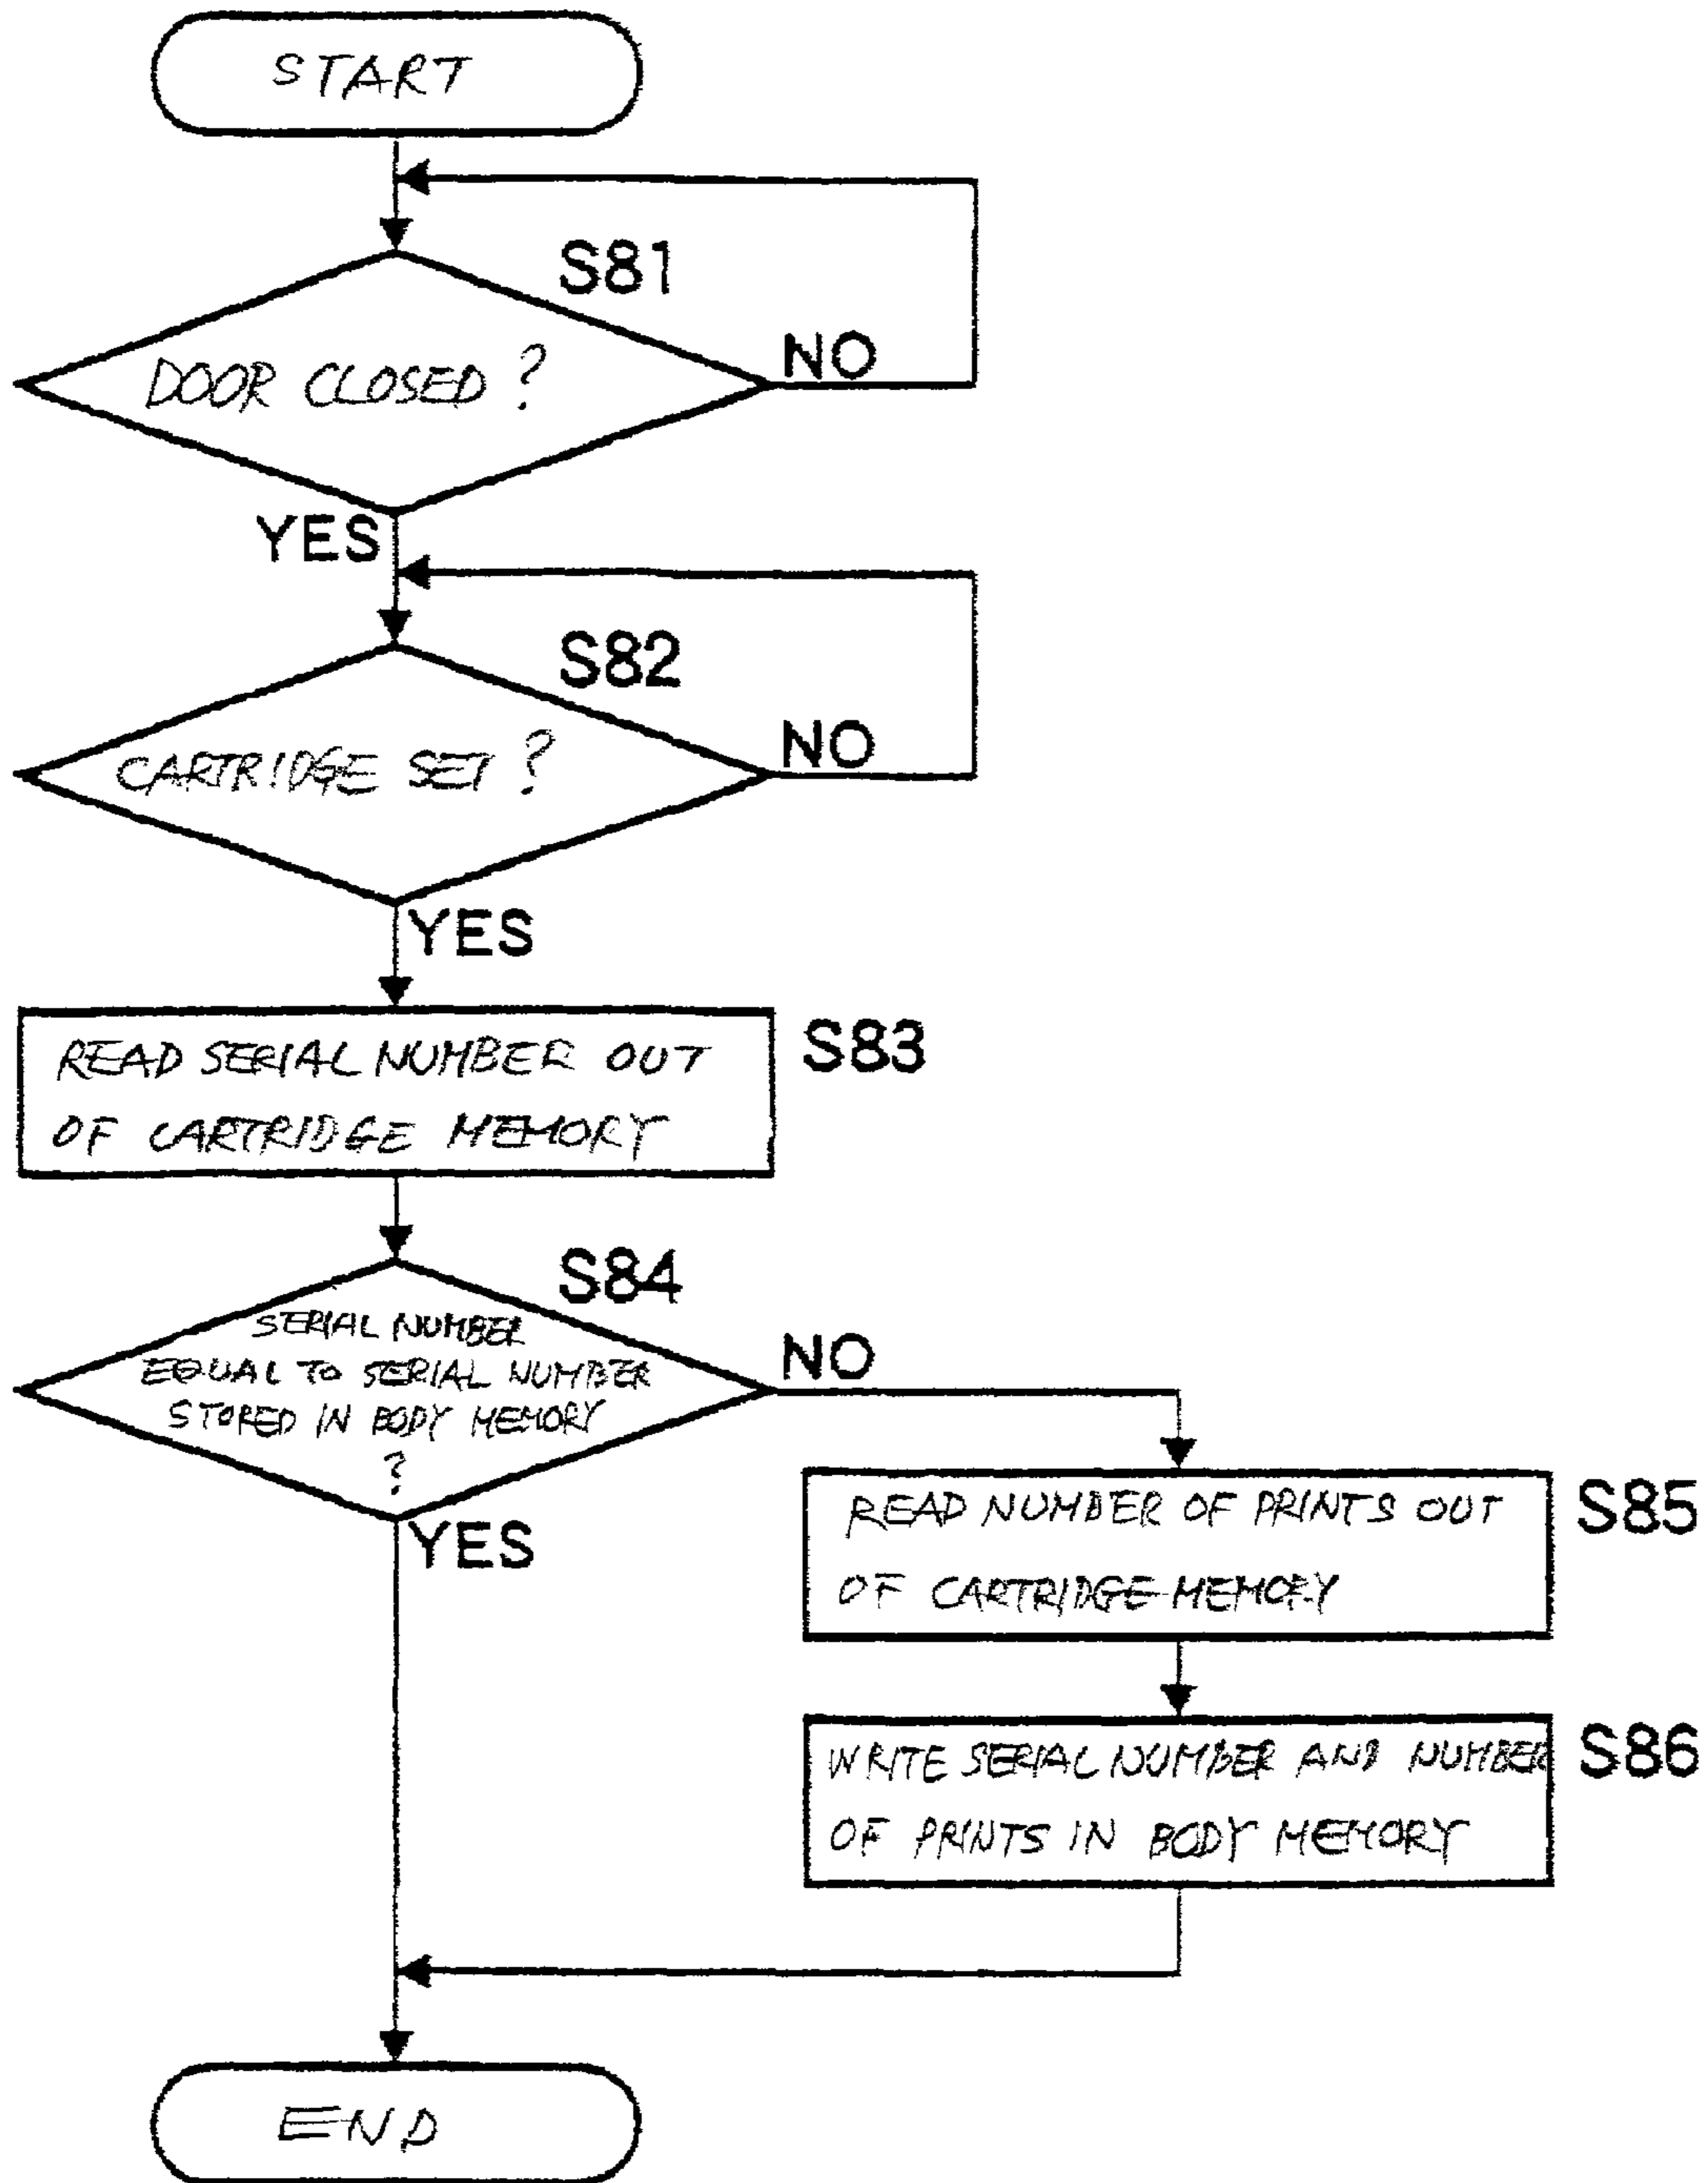 START
S81
DOOR CLOSED ?
NO
YES
S82
CARTRIDGE SET ?
NO
YES
READ SERIAL NUMBER OUT
OF CARTRIDGE MEMORY
S83
S84
SERIAL NUMBER
EQUAL TO SERIAL NUMBER
STORED IN BODY MEMORY
?
NO
YES
READ NUMBER OF PRINTS OUT
OF CARTRIDGE MEMORY
S85
WRITE SERIAL NUMBER AND NUMBER
OF PRINTS IN BODY MEMORY
S86
END